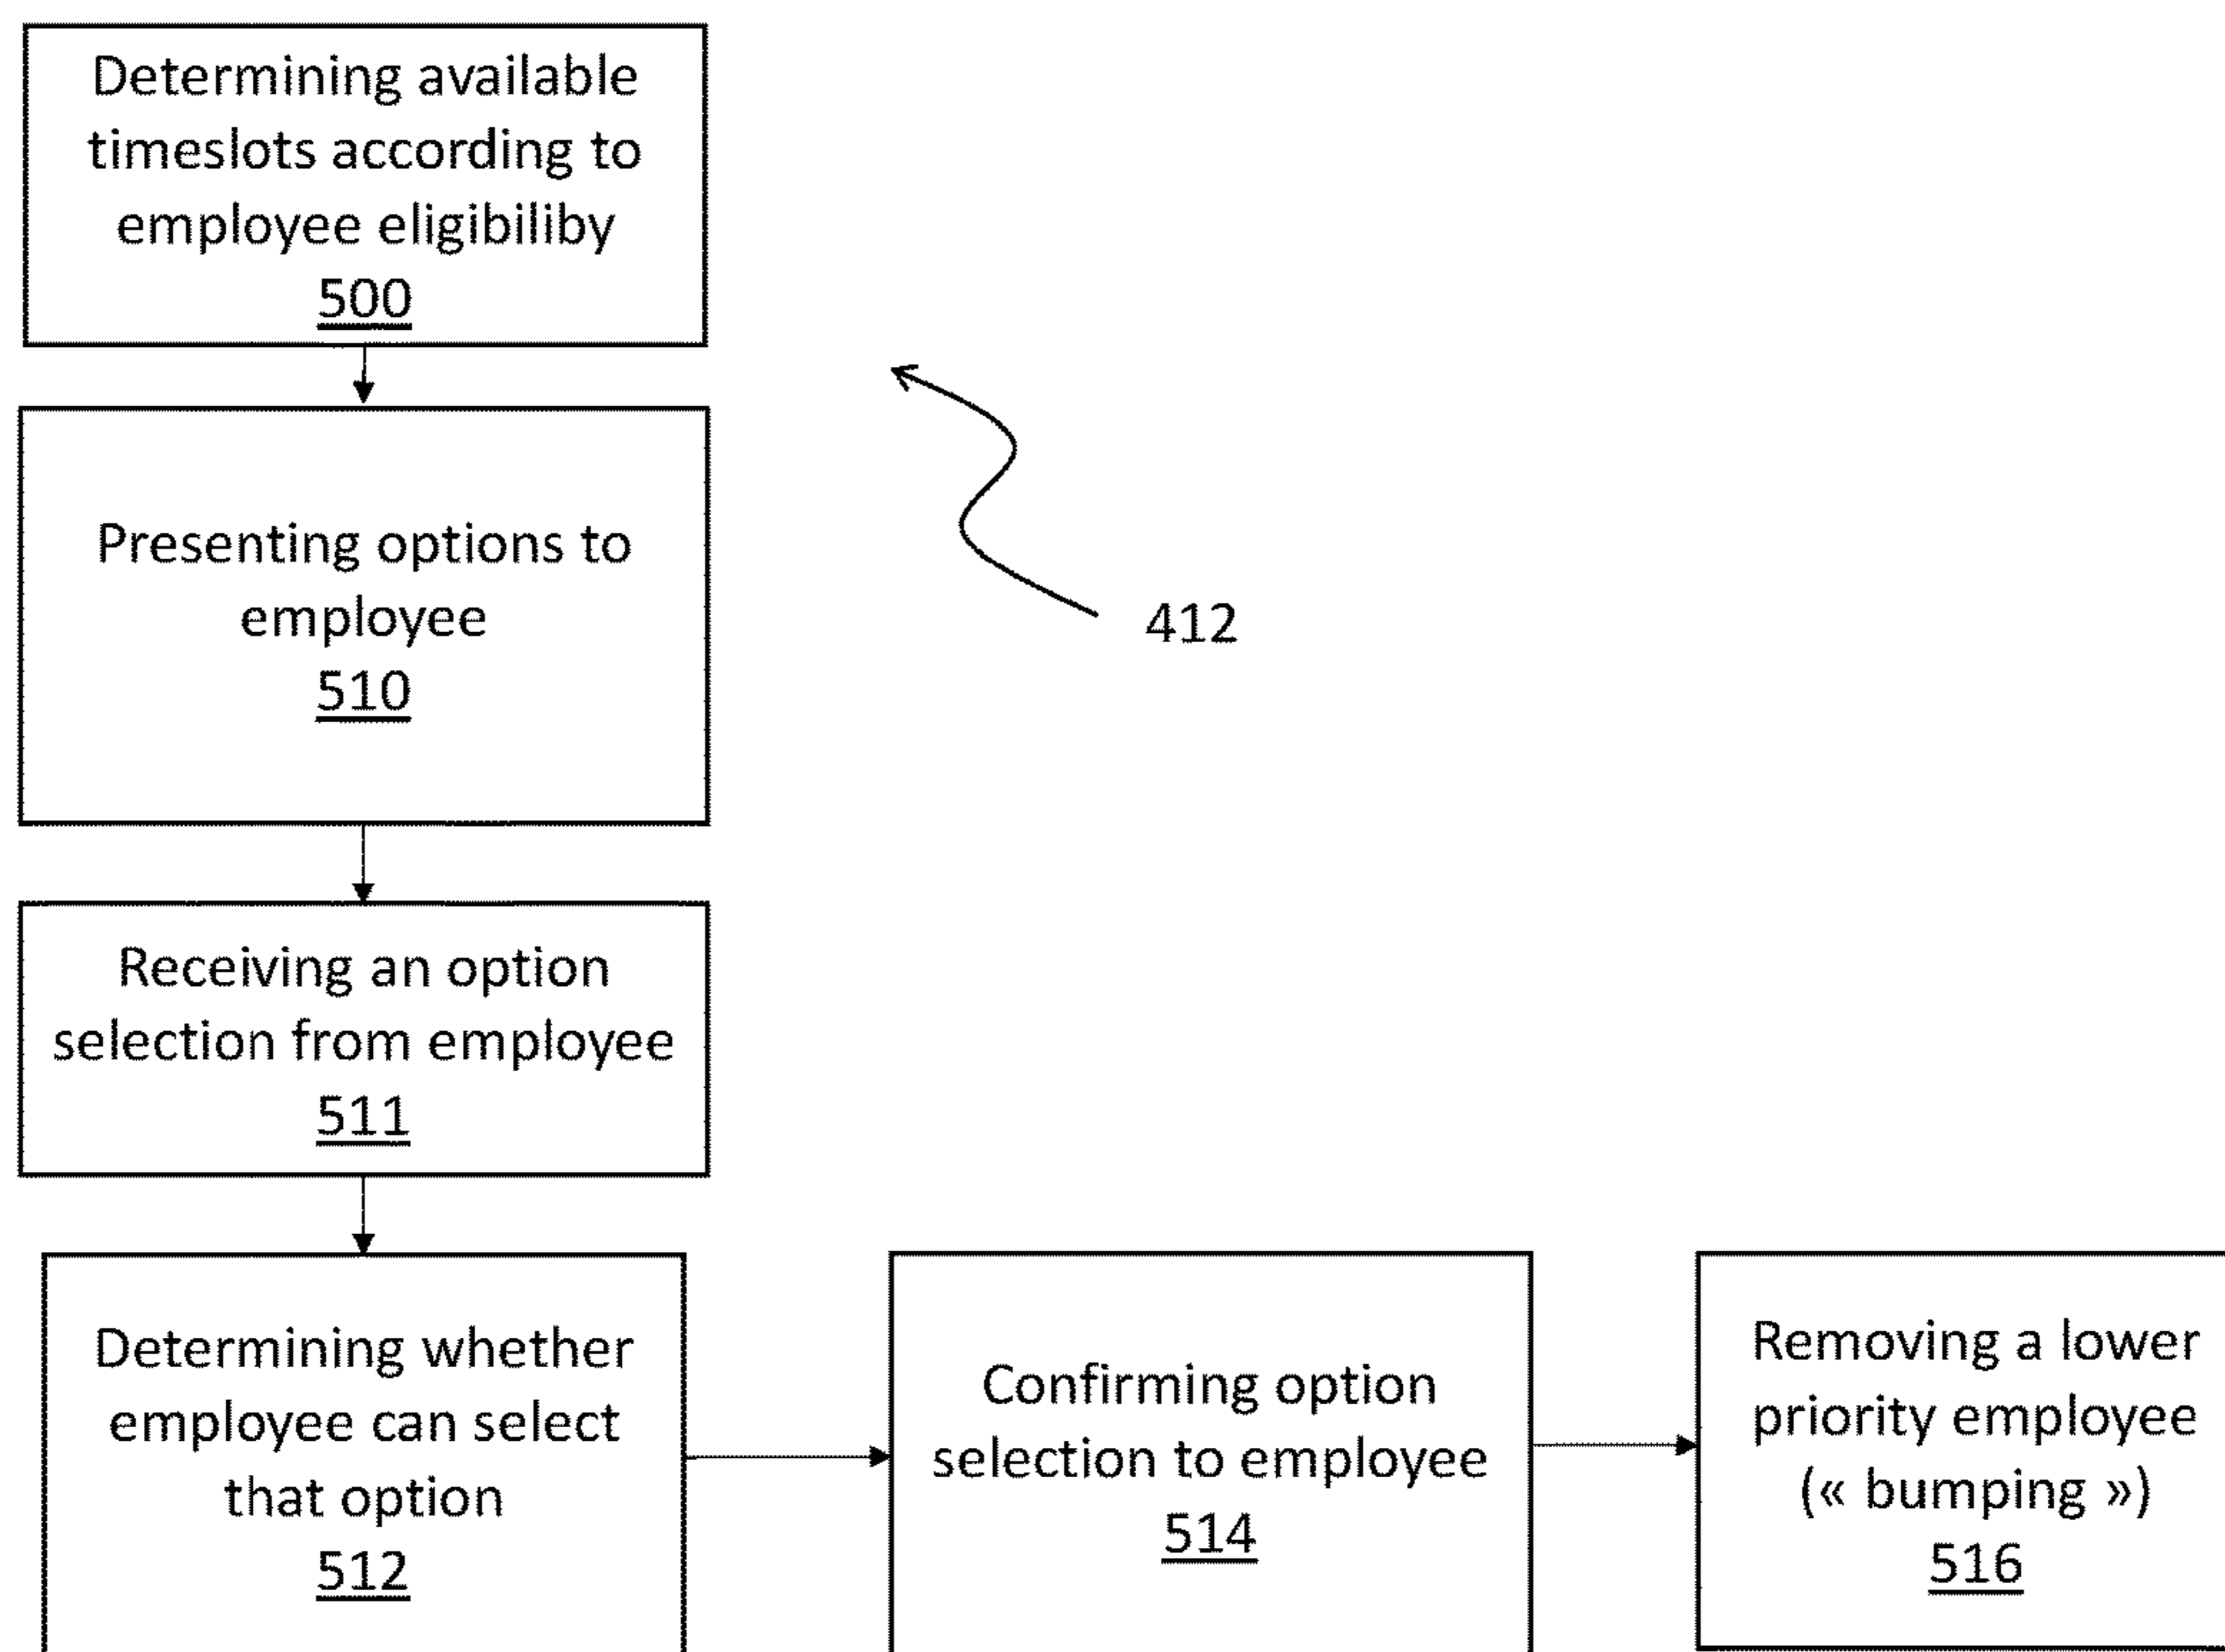 Determining available
timeslots according to
employee eligibiliby
500
Presenting options to
employee
510
412
Receiving an option
selection from employee
511
Determining whether
employee can select
that option
512
Confirming option
selection to employee
514
Removing a lower
priority employee
(« bumping »)
516